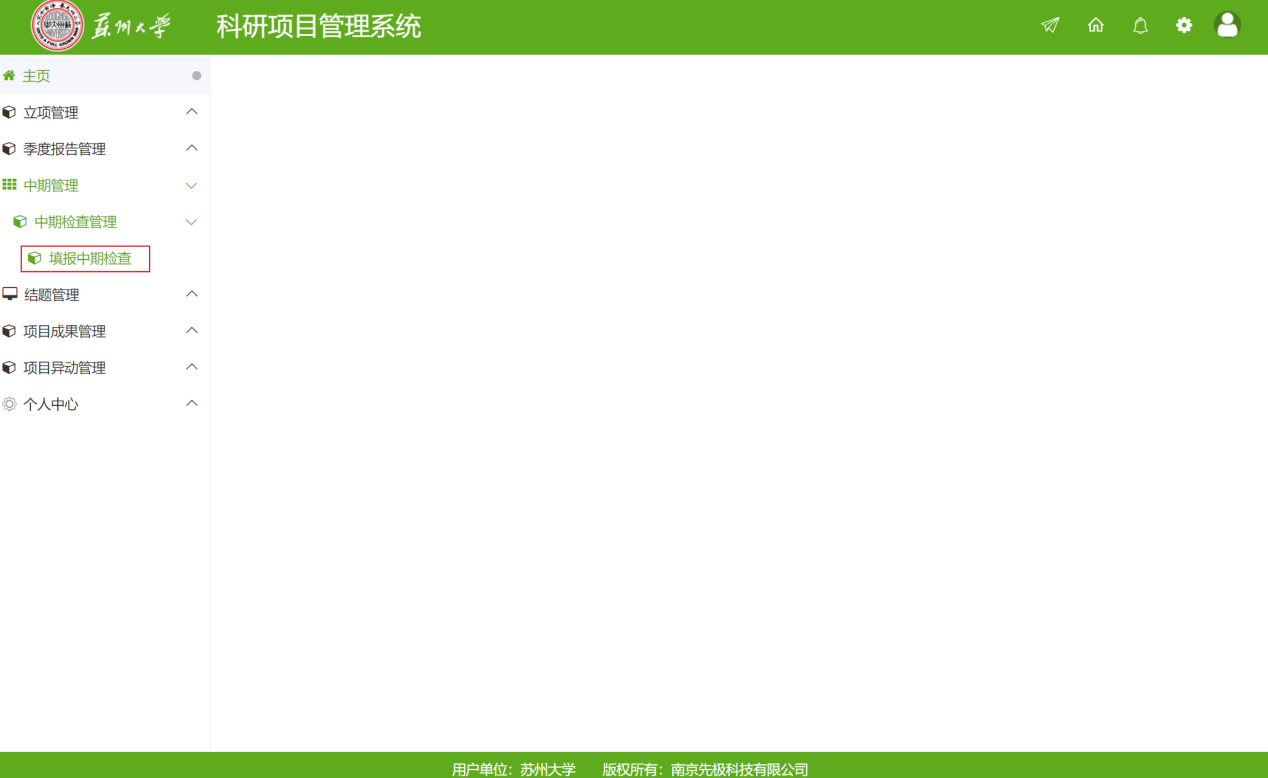 苏州大学 科研项目管理系统
主页
立项管理
季度报告管理
中期管理
中期检查管理
填报中期检查
结题管理
项目成果管理
项目异动管理
个人中心
用户单位：苏州大学 版权所有：南京先极科技有限公司